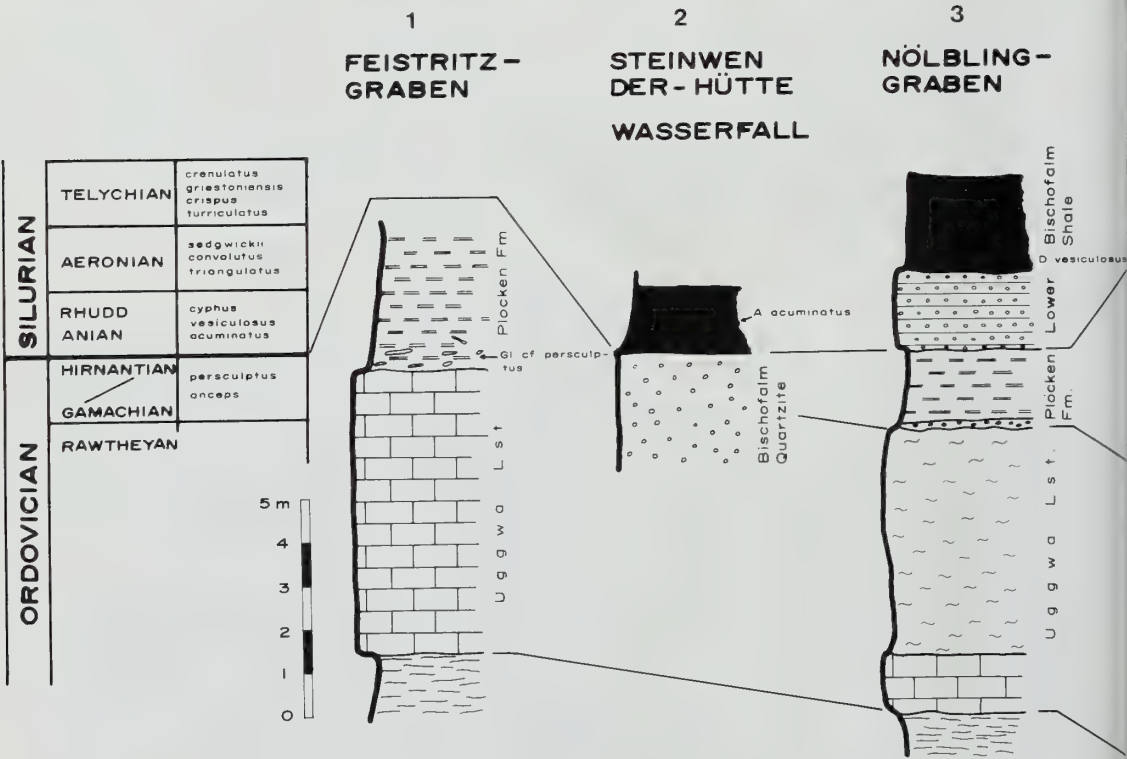 1
2
3
FEISTRITZ –
GRABEN
STEINWEN
DER - HÜTTE
WASSERFALL
NÖLBLING –
GRABEN
SILURIAN
TELYCHIAN
crenulatus
griestoniensis
crispus
turriculatus
AERONIAN
sedgwickii
convolutus
triangulatus
RHUDD
ANIAN
cyphus
vesiculosus
acuminatus
ORDOVICIAN
HIRNANTIAN
GAMACHIAN
persculptus
anceps
RAWTHEYAN
5 m
4
3
2
1
0
Plöcken Fm
Gl cf persculp-
tus
Uggwa Lst
A acuminatus
Bischofalm
Quartzite
Lower Bischofalm
Shale
D vesiculosus
Plöcken
Fm.
Uggwa Lst.